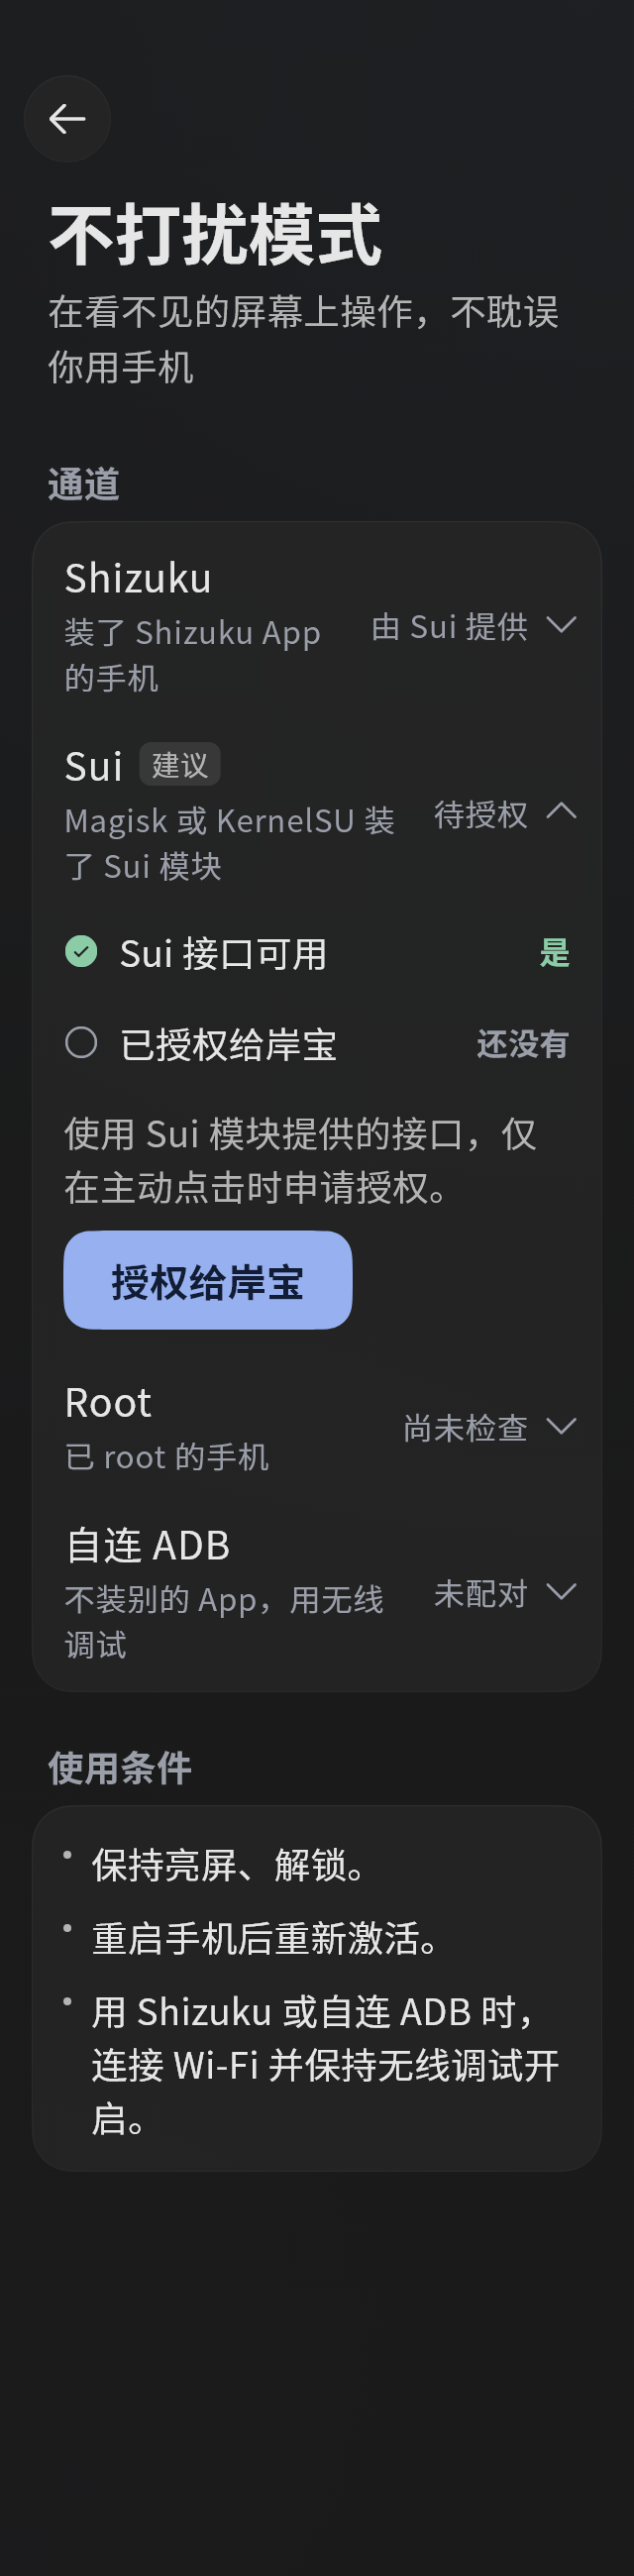 不打扰模式
在看不见的屏幕上操作，不耽误
你用手机
通道
Shizuku
装了 Shizuku App
的手机
由 Sui 提供
Sui 建议
Magisk 或 KernelSU 装
了 Sui 模块
待授权
Sui 接口可用 是
已授权给岸宝 还没有
使用 Sui 模块提供的接口，仅
在主动点击时申请授权。
授权给岸宝
Root
已 root 的手机
尚未检查
自连 ADB
不装别的 App，用无线
调试
未配对
使用条件
• 保持亮屏、解锁。
• 重启手机后重新激活。
• 用 Shizuku 或自连 ADB 时，
连接 Wi-Fi 并保持无线调试开
启。